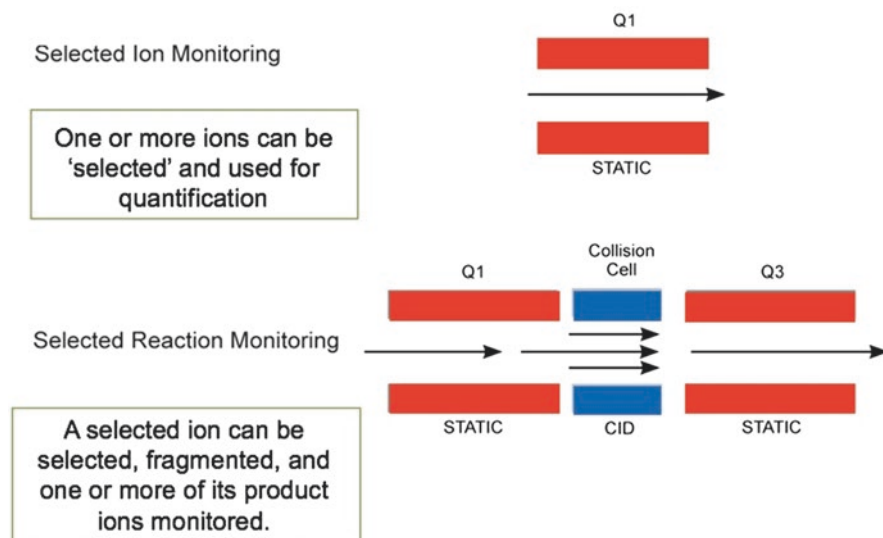 Selected Ion Monitoring
Q1
One or more ions can be
‘selected’ and used for
quantification
STATIC
Selected Reaction Monitoring
Q1
Collision
Cell
Q3
STATIC
CID
STATIC
A selected ion can be
selected, fragmented, and
one or more of its product
ions monitored.